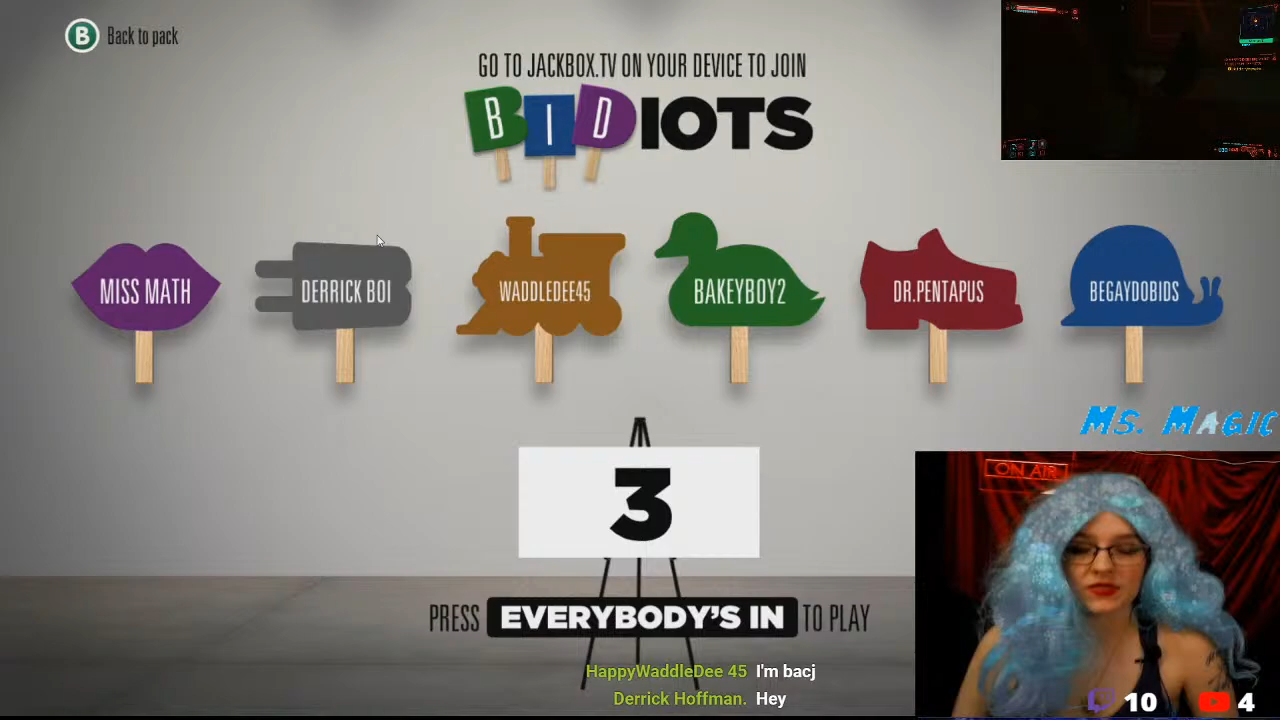 B Back to pack
GO TO JACKBOX.TV ON YOUR DEVICE TO JOIN
BIDIOTS
MISS MATH
DERRICK BOI
WADDLEDEE45
BAKEYBOY2
DR.PENTAPUS
BEGAYDOBIDS
Ms. Magic
ON AIR
3
PRESS EVERYBODY'S IN TO PLAY
HappyWaddleDee 45 I'm bacj
Derrick Hoffman. Hey
10
4